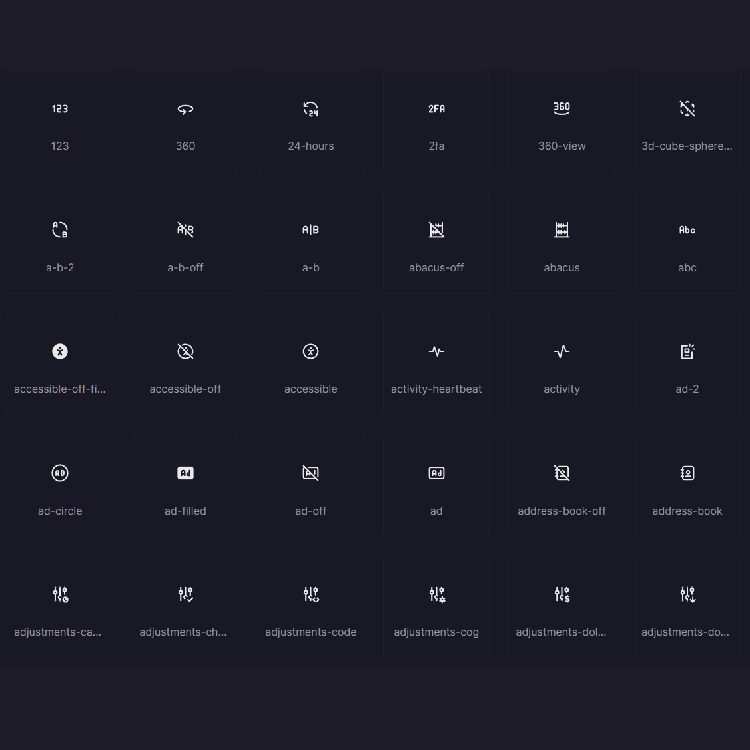 123 24 2FA 360
123 360 24-hours 2fa 360-view 3d-cube-sphere...
A B A|B A|B Abc
a-b-2 a-b-off a-b abacus-off abacus abc
accessible-off-fi... accessible-off accessible activity-heartbeat activity ad-2
AD Ad Ad
ad-circle ad-filled ad-off ad address-book-off address-book
adjustments-ca... adjustments-ch... adjustments-code adjustments-cog adjustments-dol... adjustments-do...